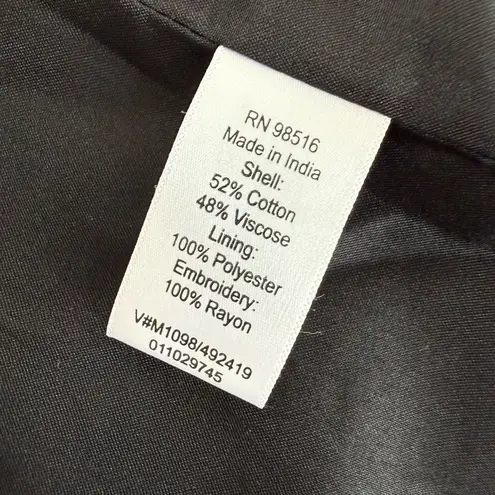 RN 98516
Made in India
Shell:
52% Cotton
48% Viscose
Lining:
100% Polyester
Embroidery:
100% Rayon
V#M1098/492419
011029745